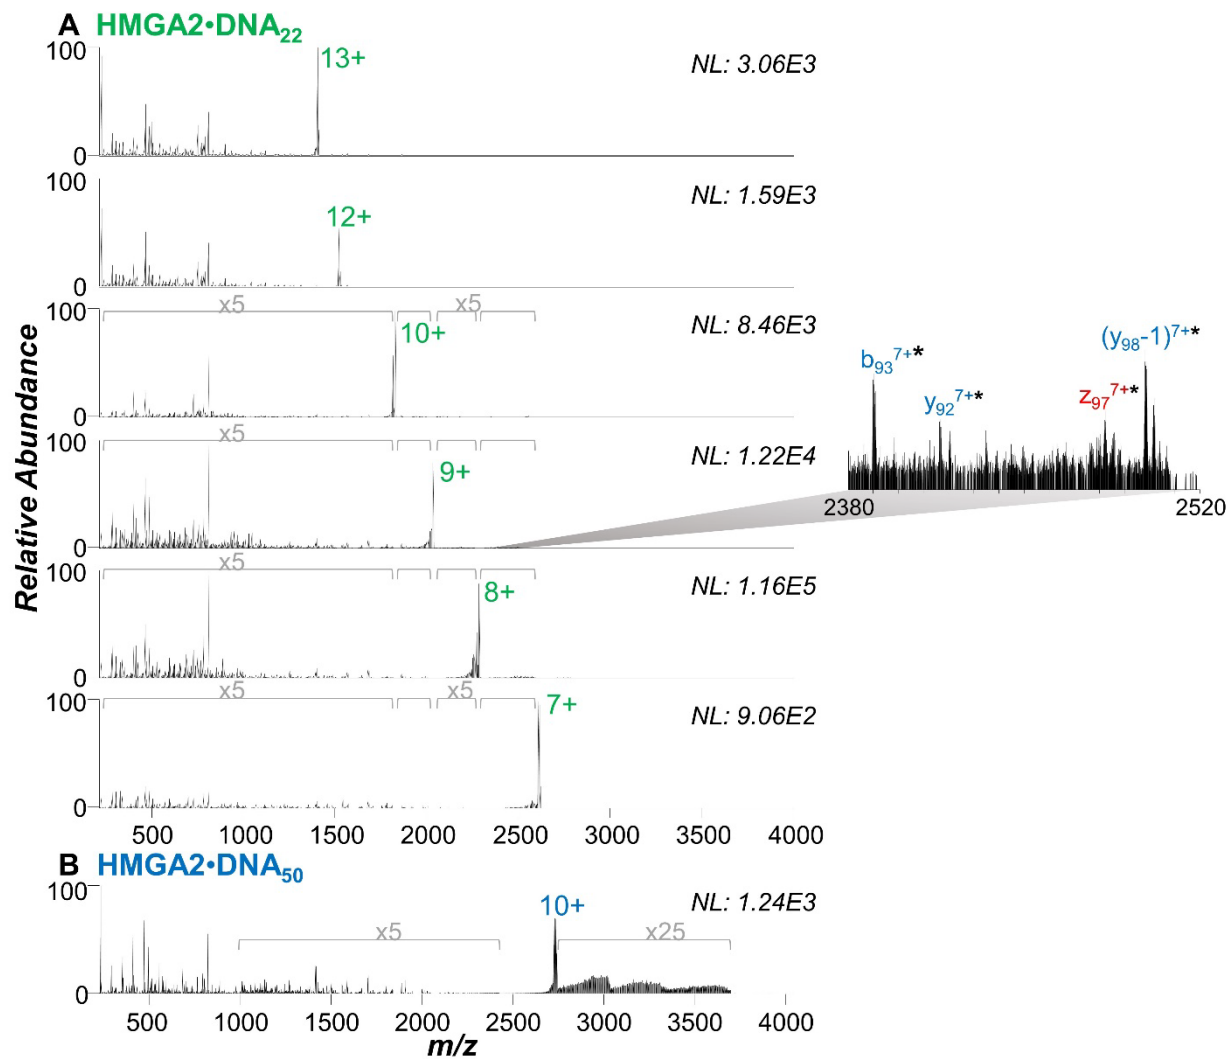 A HMGA2•DNA22
Relative Abundance
100
13+
NL: 3.06E3
0
100
12+
NL: 1.59E3
0
x5
x5
100
10+
NL: 8.46E3
0
x5
100
9+
NL: 1.22E4
0
b93 7+*
y92 7+*
z97 7+*
(y98-1)7+*
2380
2520
x5
100
8+
NL: 1.16E5
0
x5
x5
100
7+
NL: 9.06E2
0
500 1000 1500 2000 2500 3000 3500 4000
B HMGA2•DNA50
100
10+
NL: 1.24E3
x5
x25
0
500 1000 1500 2000 2500 3000 3500 4000
m/z